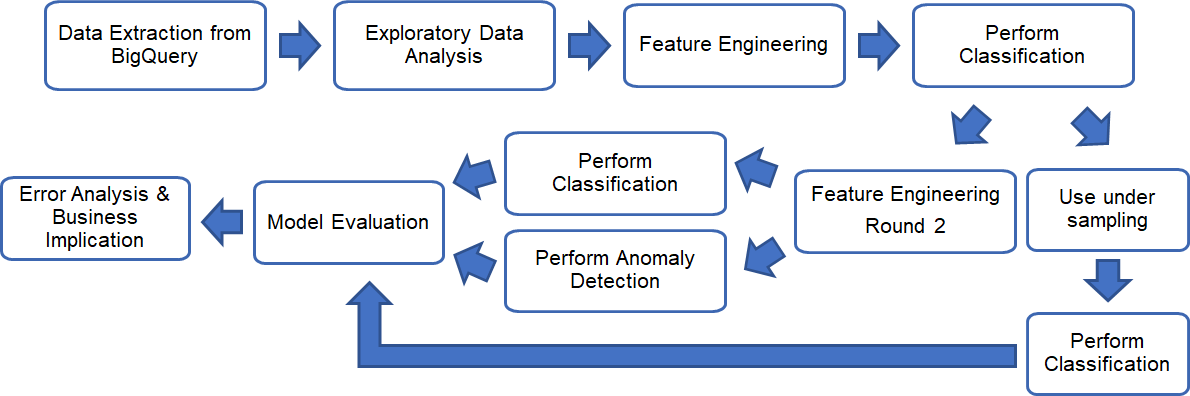 Data Extraction from
BigQuery
Exploratory Data
Analysis
Feature Engineering
Perform
Classification
Perform
Classification
Feature Engineering
Round 2
Use under
sampling
Error Analysis &
Business
Implication
Model Evaluation
Perform Anomaly
Detection
Perform
Classification